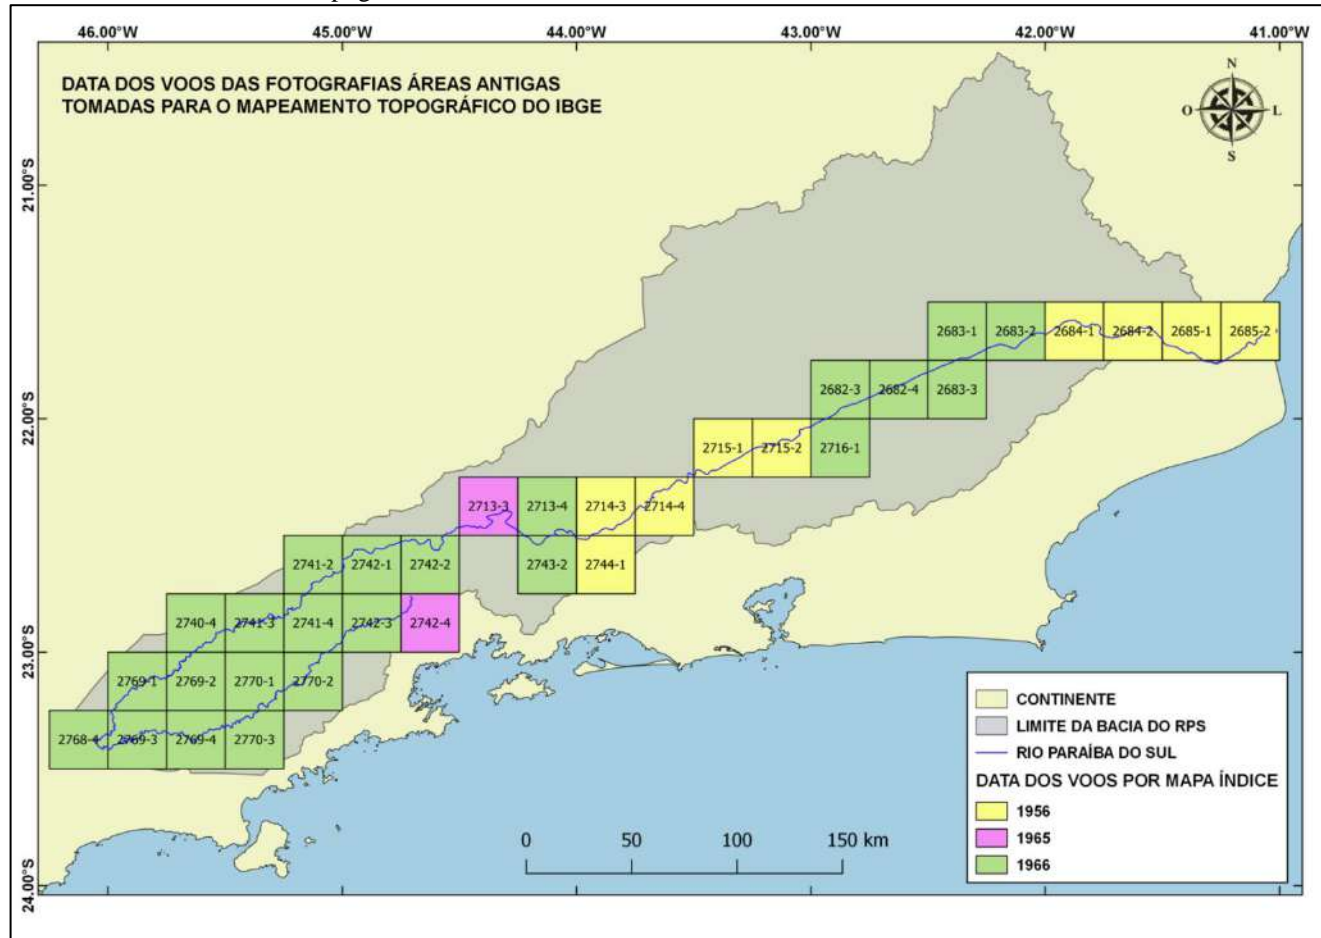 46.00°W 45.00°W 44.00°W 43.00°W 42.00°W 41.00°W
DATA DOS VOOS DAS FOTOGRAFIAS ÁREAS ANTIGAS
TOMADAS PARA O MAPEAMENTO TOPOGRÁFICO DO IBGE
N
O L
S
21.00°S
22.00°S
23.00°S
24.00°S
2683-1 2683-2 2684-1 2684-2 2685-1 2685-2
2682-3 2682-4 2683-3
2715-1 2715-2 2716-1
2713-3 2713-4 2714-3 2714-4
2741-2 2742-1 2742-2 2743-2 2744-1
2740-4 2741-3 2741-4 2742-3 2742-4
2769-1 2769-2 2770-1 2770-2
2768-4 2769-3 2769-4 2770-3
CONTINENTE
LIMITE DA BACIA DO RPS
RIO PARAÍBA DO SUL
DATA DOS VOOS POR MAPA ÍNDICE
1956
1965
1966
0 50 100 150 km